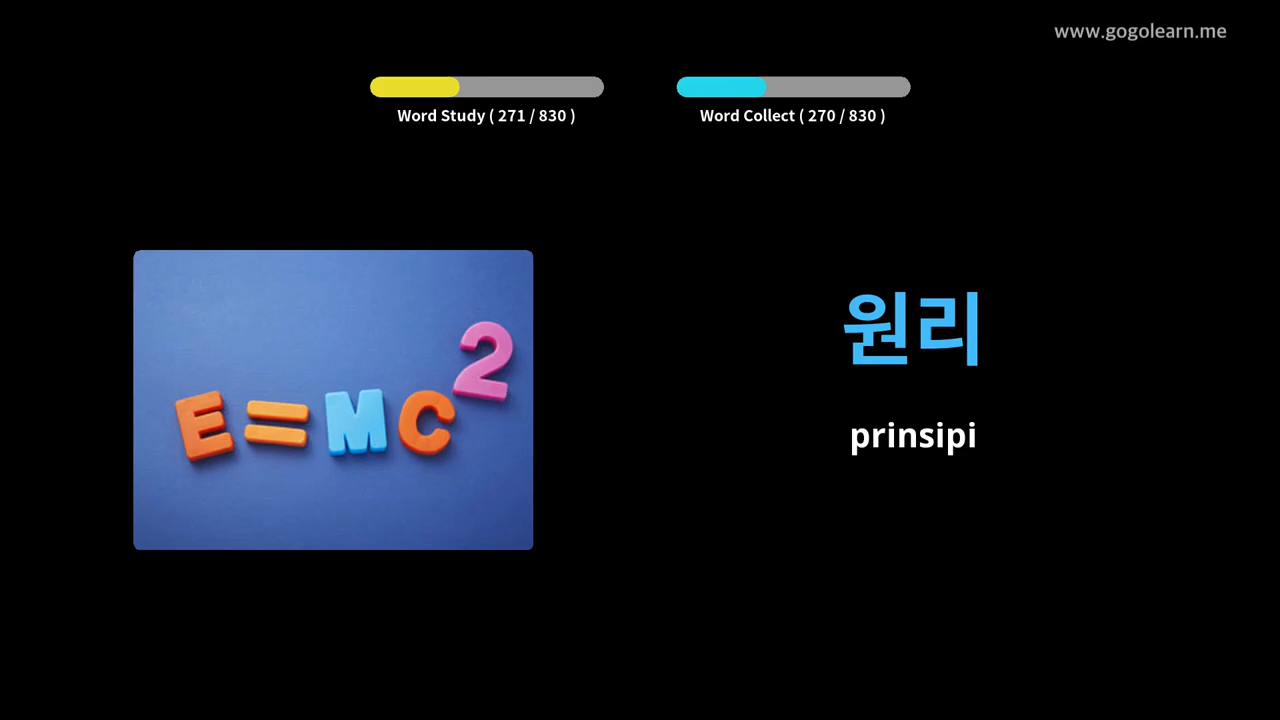 www.gogolearn.me
Word Study ( 271 / 830 )
Word Collect ( 270 / 830 )
E=MC2
원리
prinsipi